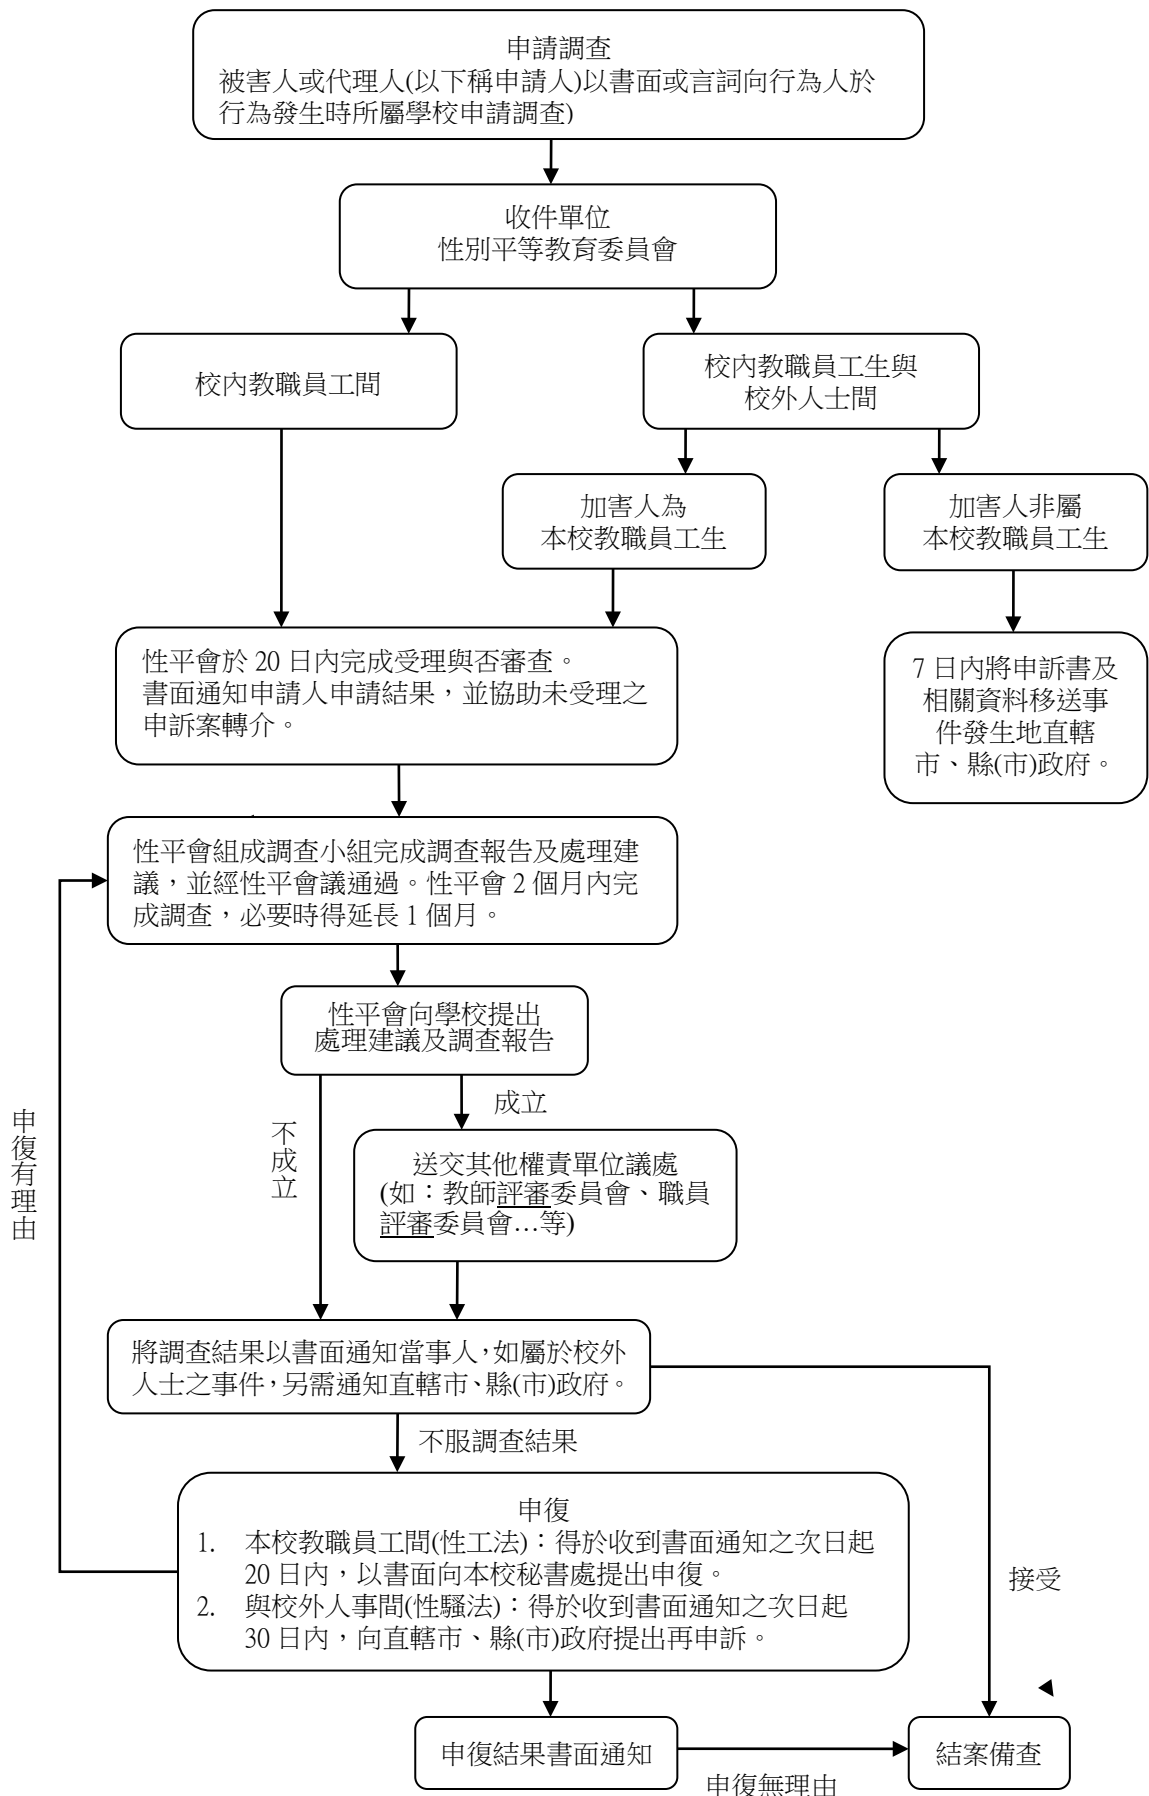 申請調查
被害人或代理人(以下稱申請人)以書面或言詞向行為人於
行為發生時所屬學校申請調查)
收件單位
性別平等教育委員會
校內教職員工間
校內教職員工生與
校外人士間
加害人為
本校教職員工生
加害人非屬
本校教職員工生
性平會於 20 日內完成受理與否審查。
書面通知申請人申請結果，並協助未受理之
申訴案轉介。
7 日內將申訴書及
相關資料移送事
件發生地直轄
市、縣(市)政府。
性平會組成調查小組完成調查報告及處理建
議，並經性平會議通過。性平會 2 個月內完
成調查，必要時得延長 1 個月。
性平會向學校提出
處理建議及調查報告
成立
不成立
申復有理由
送交其他權責單位議處
(如：教師評審委員會、職員
評審委員會…等)
將調查結果以書面通知當事人，如屬於校外
人士之事件，另需通知直轄市、縣(市)政府。
不服調查結果
申復
1. 本校教職員工間(性工法)：得於收到書面通知之次日起
20 日內，以書面向本校秘書處提出申復。
2. 與校外人事間(性騷法)：得於收到書面通知之次日起
30 日內，向直轄市、縣(市)政府提出再申訴。
接受
申復結果書面通知
申復無理由
結案備查